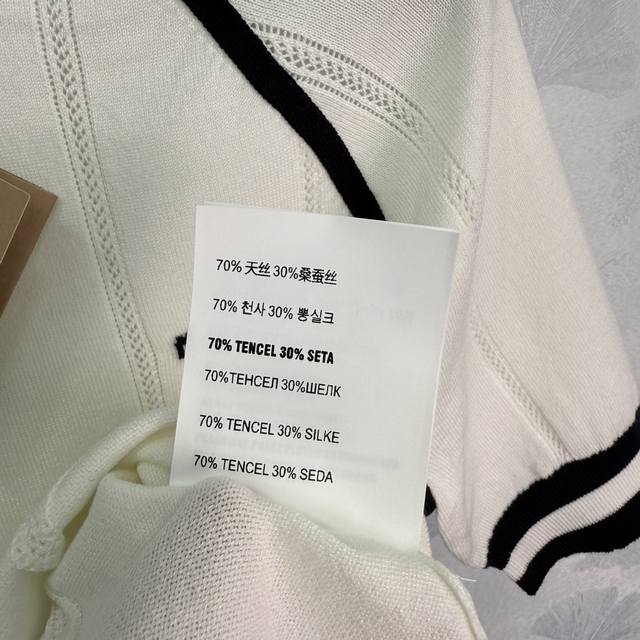 70% 天丝 30%桑蚕丝
70% 천사 30% 뽕실크
70% TENCEL 30% SETA
70%ТЕНСЕЛ 30%ШЕЛК
70% TENCEL 30% SILKE
70% TENCEL 30% SEDA